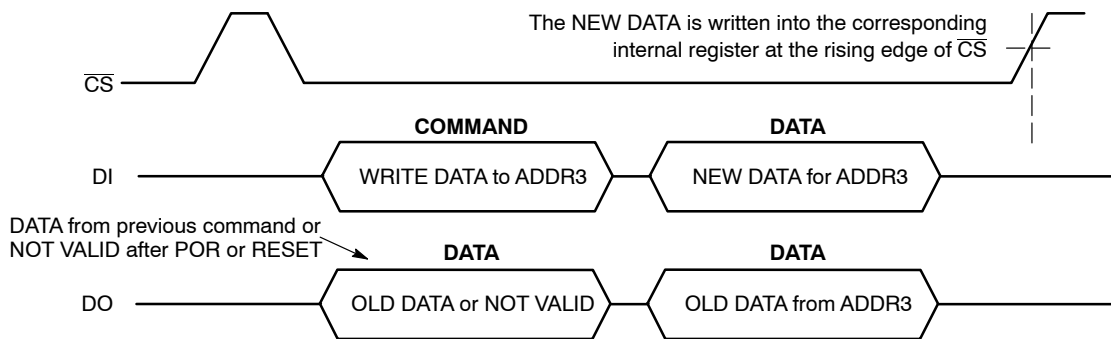 The NEW DATA is written into the corresponding
internal register at the rising edge of CS
CS
COMMAND
DATA
DI
WRITE DATA to ADDR3
NEW DATA for ADDR3
DATA from previous command or
NOT VALID after POR or RESET
DATA
DATA
DO
OLD DATA or NOT VALID
OLD DATA from ADDR3